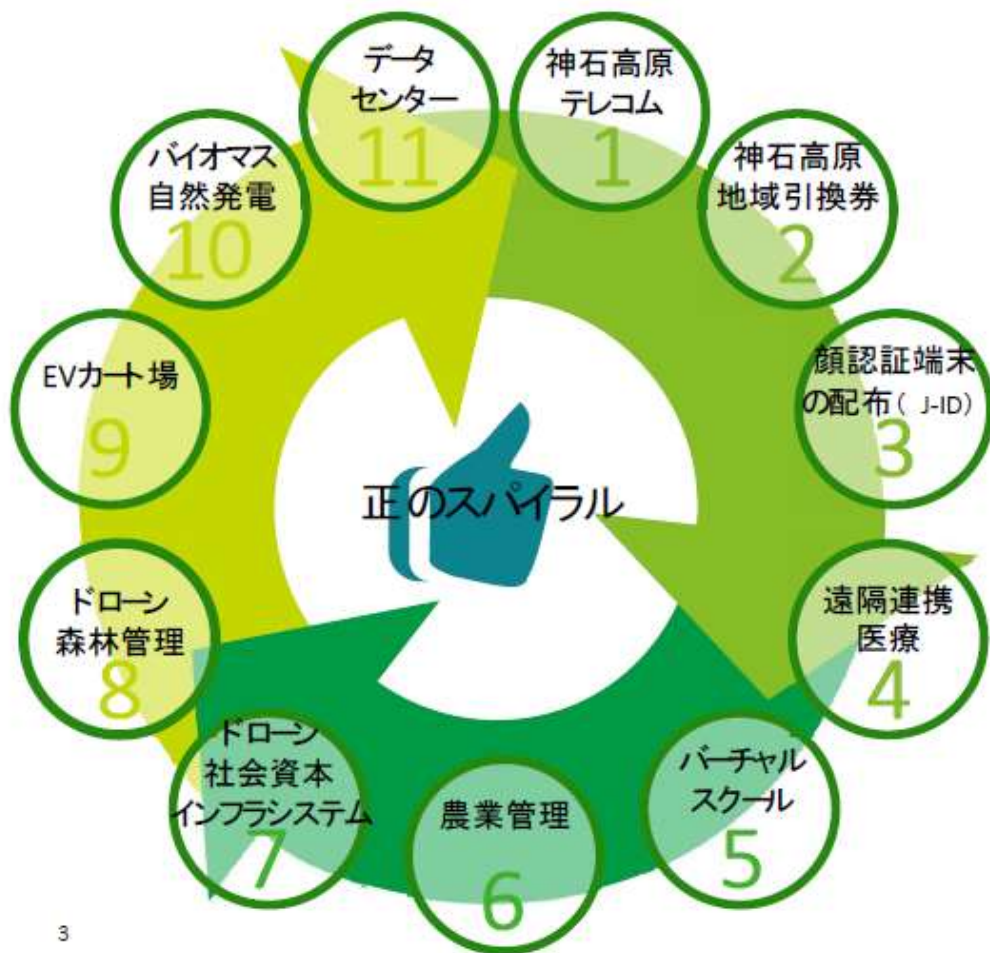 神石高原
テレコム
1
神石高原
地域引換券
2
顔認証端末
の配布( J-ID)
3
遠隔連携
医療
4
バーチャル
スクール
5
農業管理
6
ドローン
社会資本
インフラシステム
7
ドローン
森林管理
8
EVカート場
9
バイオマス
自然発電
10
データ
センター
11
正のスパイラル
3